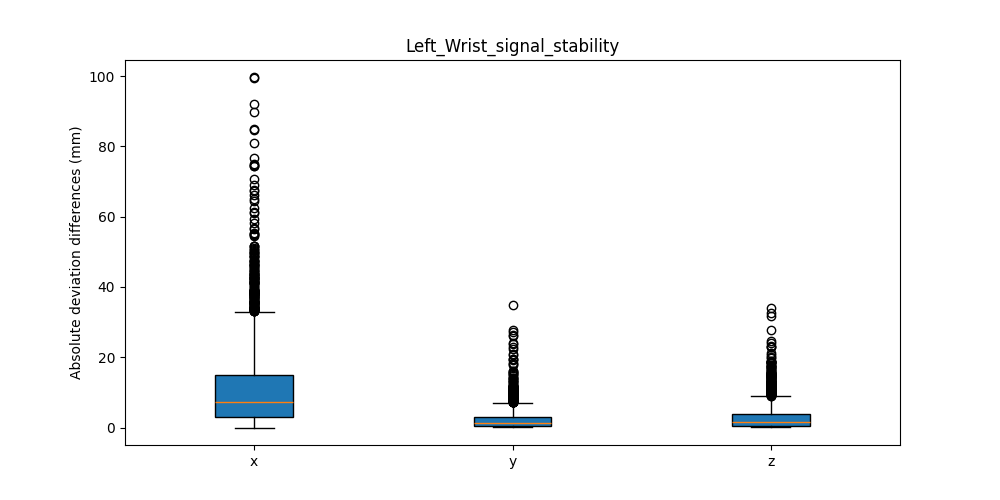 Left_Wrist_signal_stability
Absolute deviation differences (mm)
100
80
60
40
20
0
x y z